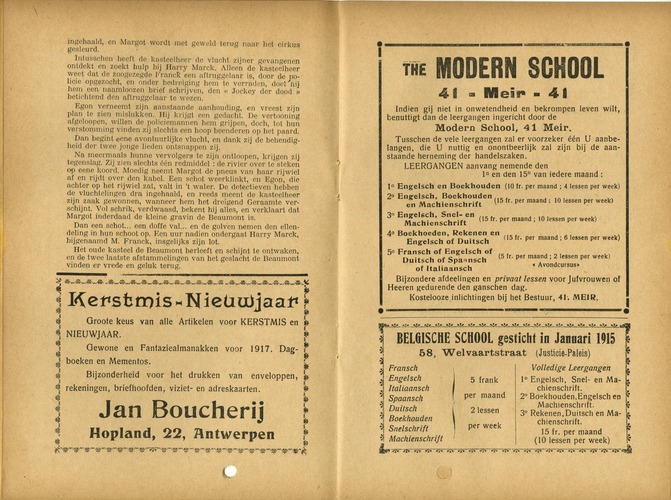 ingehaald, en Margot wordt met geweld terug naar het cirkus
gesleurd.
Intusschen heeft de kasteelheer de vlucht zijner gevangenen
ontdekt en zoekt hulp bij Harry Marck. Alleen de kasteelheer
weet dat de zoogezegde Franck een aftruggelaar is, door de po-
licie opgezocht, en onder bedreiging hem te verraden, doet hij
hem een naamloozen brief schrijven, den « Jockey der dood »
betichtend den aftruggelaar te wezen.
Egon verneemt zijn aanstaande aanhouding, en vreest zijn
plan te zien mislukken. Hij krijgt een gedacht. De vertooning
afgeloopen, willen de policiemannen hem grijpen, doch, tot hun
verstomming vinden zij slechts een hoop beenderen op het paard.
Dan begint eene avontuurlijke vlucht, en dank zij de behendig-
heid der twee jonge lieden ontsnappen zij.
Na meermaals hunne vervolgers te zijn ontloopen, krijgen zij
tegenslag. Zij zien slechts één redmiddel : de rivier over te steken
op eene koord. Moedig neemt Margot de pneus van haar rijwiel
af en rijdt over den kabel. Een schot weerklinkt, en Egon, die
achter op het rijwiel zat, valt in 't water. De detectieven hebben
de vluchtelingen dra ingehaald, en reeds meent de kasteelheer
zijn zaak gewonnen, wanneer hem het dreigend Geraamte ver-
schijnt. Vol schrik, verdwaasd, bekent hij alles, en verklaart dat
Margot inderdaad de kleine gravin de Beaumont is.
Dan een schot... een doffe val... en de golven nemen den ellen-
deling in hun schoot op. Een uur nadien ondergaat Harry Marck,
bijgenaamd M. Franck, insgelijks zijn lot.
Het oude kasteel de Beaumont herleeft en schijnt te ontwaken,
en de twee laatste afstammelingen van het geslacht de Beaumont
vinden er vrede en geluk terug.
Kerstmis-Nieuwjaar
Groote keus van alle Artikelen voor KERSTMIS en
NIEUWJAAR.
Gewone en Fantaziealmanakken voor 1917. Dag-
boeken en Mementos.
Bijzonderheid voor het drukken van enveloppen,
rekeningen, briefhoofden, viziet- en adreskaarten.
Jan Boucherij
Hopland, 22, Antwerpen
THE MODERN SCHOOL
41 - Meir - 41
Indien gij niet in onwetendheid en bekrompen leven wilt,
benuttigt dan de leergangen ingericht door de
Modern School, 41 Meir.
Tusschen de vele leergangen zal er voorzeker één U aanbe-
langen, die U nuttig en onontbeerlijk zal zijn bij de aan-
staande herneming der handelszaken.
LEERGANGEN aanvang nemende den
1e en den 15e van iedere maand :
1e Engelsch en Boekhouden (10 fr. per maand ; 4 lessen per week)
2e Engelsch, Boekhouden
en Machienschrift (15 fr. per maand ; 10 lessen per week)
3e Engelsch, Snel- en
Machienschrift (15 fr. per maand ; 10 lessen per week)
4e Boekhoeden, Rekenen en
Engelsch of Duitsch (15 fr. per maand ; 6 lessen per week)
5e Fransch of Engelsch of
Duitsch of Spaansch
of Italiaansch (5 fr. per maand ; 2 lessen per week)
« Avondcursus »
Bijzondere afdeelingen en privaat lessen voor Jufvrouwen of
Heeren gedurende den ganschen dag.
Kostelooze inlichtingen bij het Bestuur, 41. MEIR.
BELGISCHE SCHOOL gesticht in Januari 1915
58, Welvaartstraat (Justicie-Paleis)
Fransch
Engelsch
Italiaansch
Spaansch
Duitsch
Boekhouden
Snelschrift
Machienschrift
5 frank
per maand
2 lessen
per week
Volledige Leergangen
1e Engelsch, Snel- en Ma-
chienschrift.
2e Boekhouden, Engelsch en
Machienschrift.
3e Rekenen, Duitsch en Ma-
chienschrift.
15 fr. per maand
(10 lessen per week)